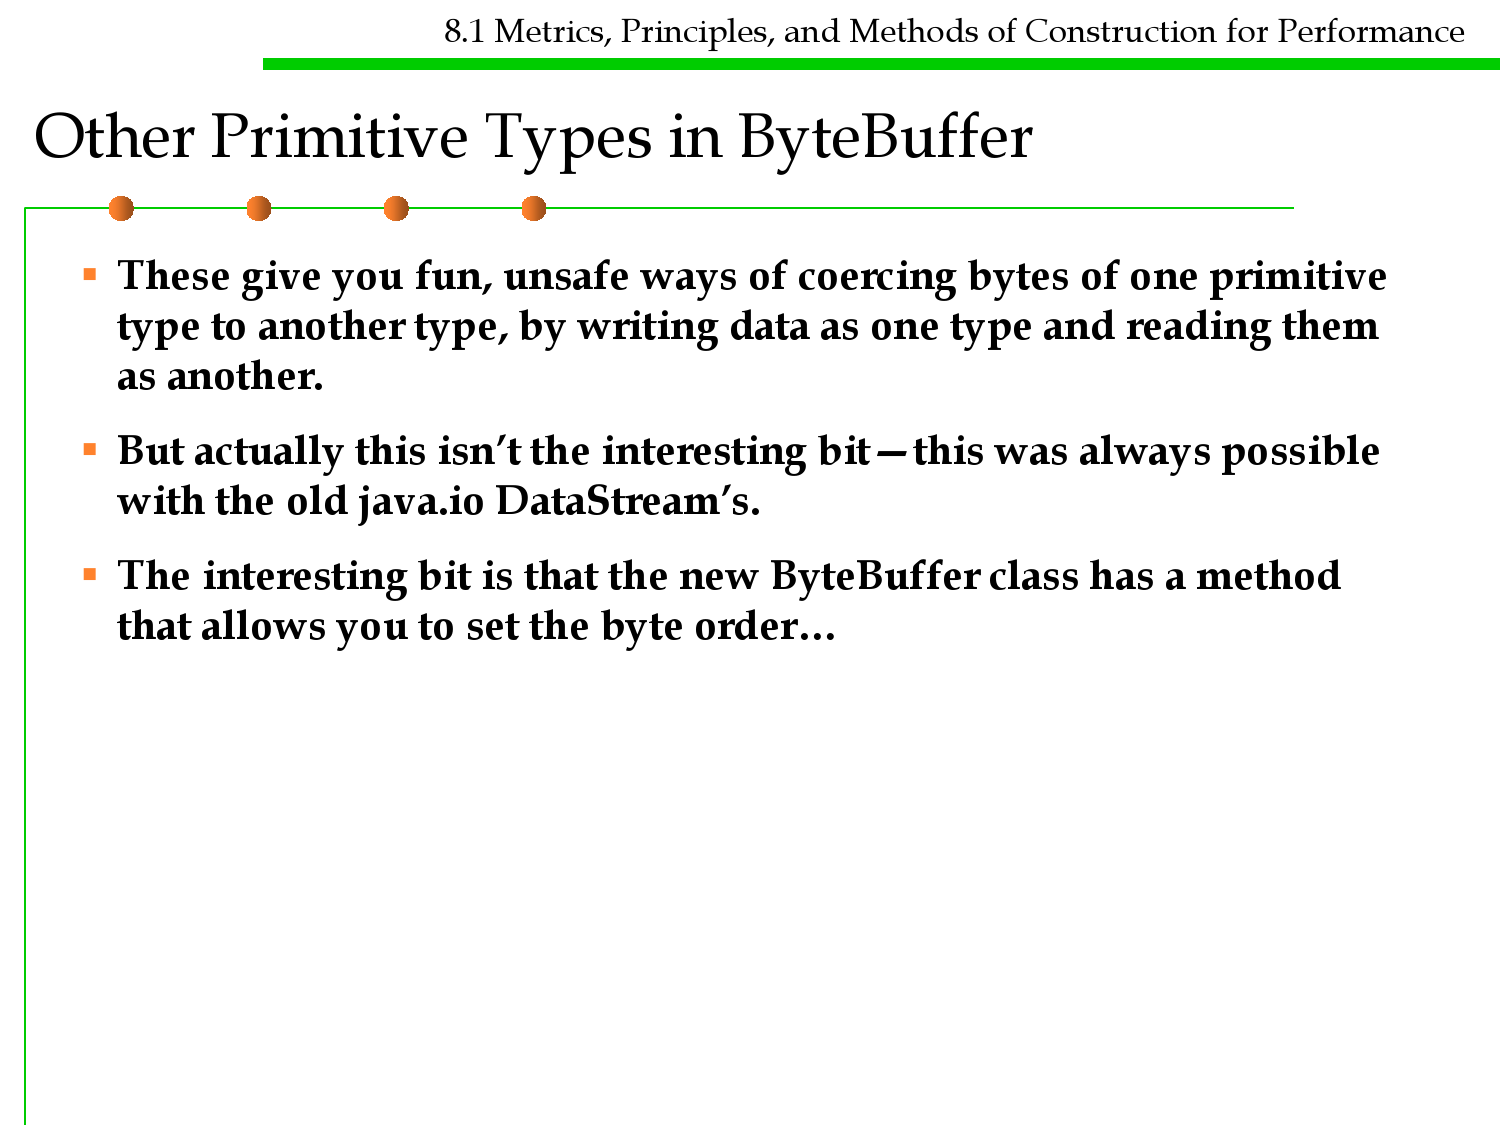 8.1 Metrics, Principles, and Methods of Construction for Performance
Other Primitive Types in ByteBuffer
▪ These give you fun, unsafe ways of coercing bytes of one primitive
type to another type, by writing data as one type and reading them
as another.
▪ But actually this isn’t the interesting bit—this was always possible
with the old java.io DataStream’s.
▪ The interesting bit is that the new ByteBuffer class has a method
that allows you to set the byte order…